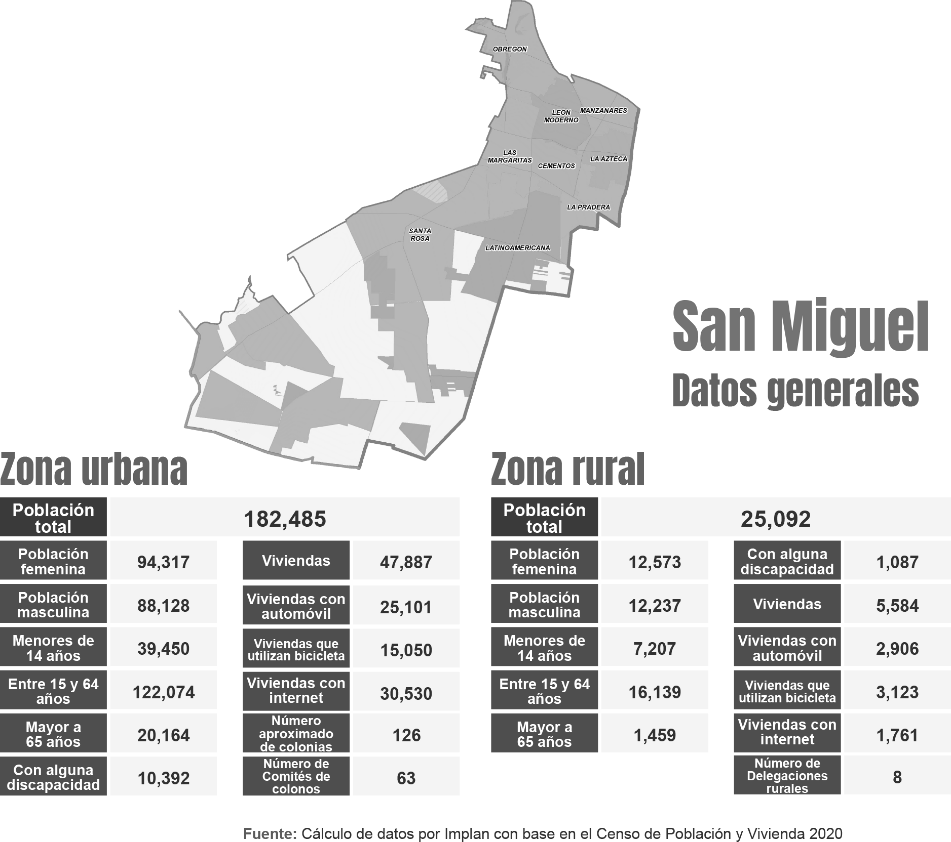 OBREGON
LEON
MODERNO
MANZANARES
LAS
MARGARITAS
CEMENTOS
LA AZTECA
LA PRADERA
SANTA
ROSA
LATINOAMERICANA
San Miguel
Datos generales
Zona urbana
Población
total
182,485
Población
femenina
94,317
Población
masculina
88,128
Menores de
14 años
39,450
Entre 15 y 64
años
122,074
Mayor a
65 años
20,164
Con alguna
discapacidad
10,392
Viviendas
47,887
Viviendas con
automóvil
25,101
Viviendas que
utilizan bicicleta
15,050
Viviendas con
internet
30,530
Número
aproximado
de colonias
126
Número de
Comités de
colonos
63
Zona rural
Población
total
25,092
Población
femenina
12,573
Población
masculina
12,237
Menores de
14 años
7,207
Entre 15 y 64
años
16,139
Mayor a
65 años
1,459
Con alguna
discapacidad
1,087
Viviendas
5,584
Viviendas con
automóvil
2,906
Viviendas que
utilizan bicicleta
3,123
Viviendas con
internet
1,761
Número de
Delegaciones
rurales
8
Fuente: Cálculo de datos por Implan con base en el Censo de Población y Vivienda 2020